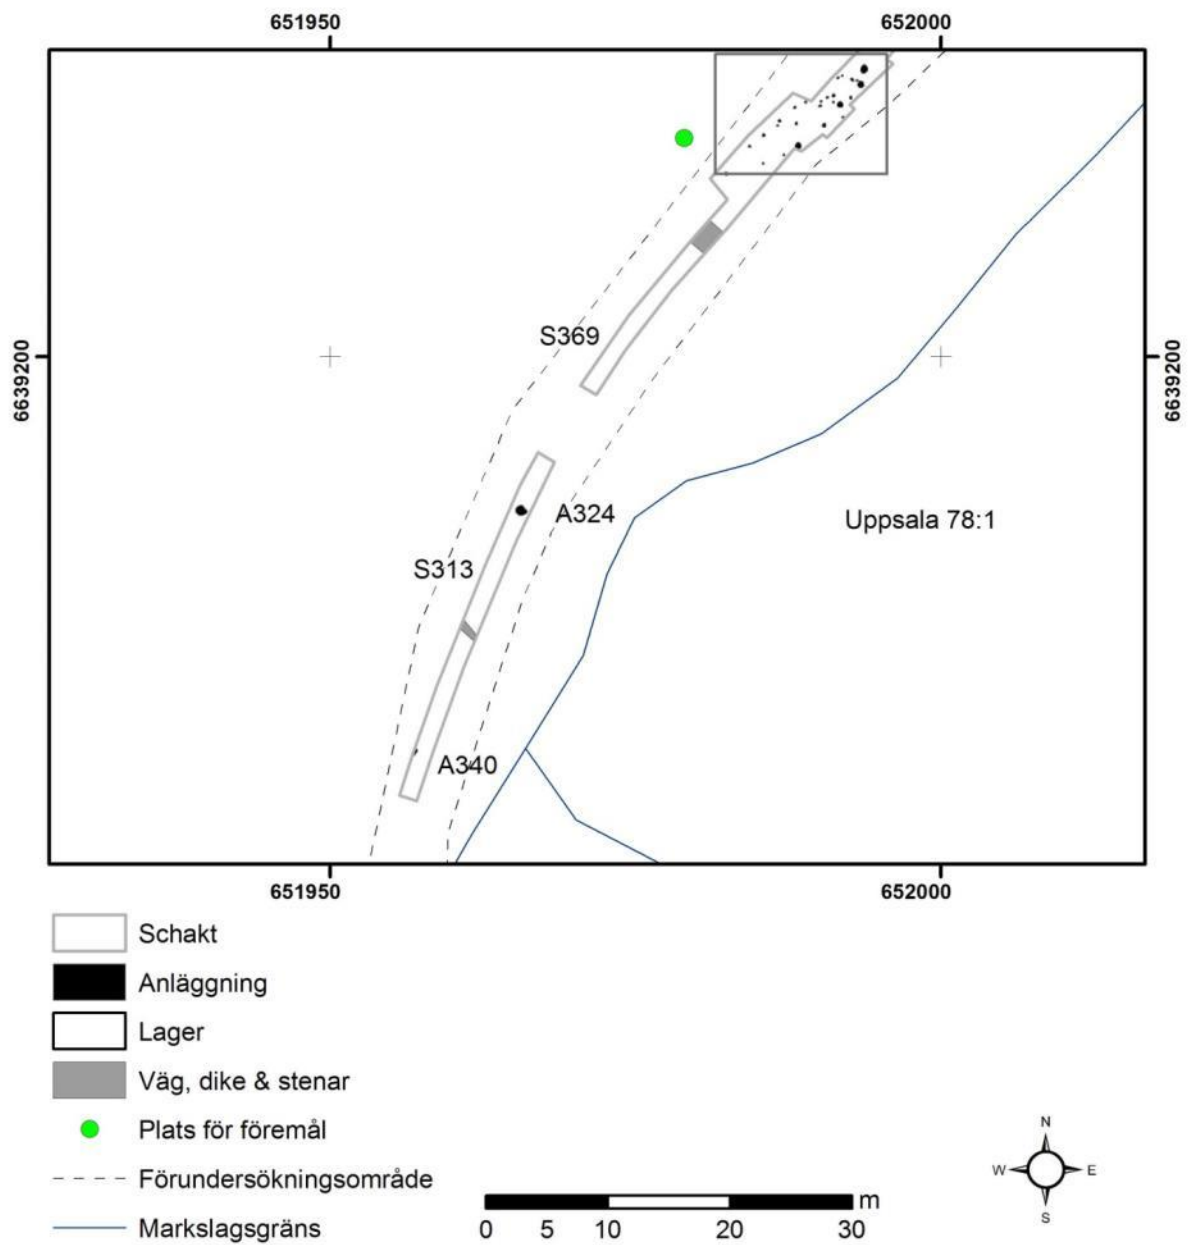 651950
652000
6639200
6639200
S369
A324
Uppsala 78:1
S313
A340
651950
652000
Schakt
Anläggning
Lager
Väg, dike & stenar
Plats för föremål
Förundersökningsområde
Markslagsgräns
N
W
E
S
m
0 5 10 20 30